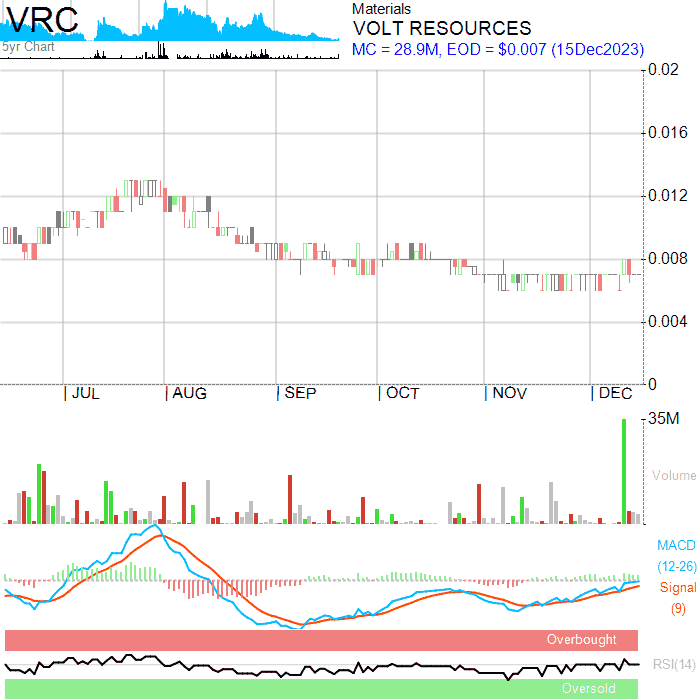 VRC
5yr Chart
Materials
VOLT RESOURCES
MC = 28.9M, EOD = $0.007 (15Dec2023)
0.02
0.016
0.012
0.008
0.004
0
JUL AUG SEP OCT NOV DEC
35M
Volume
MACD
(12-26)
Signal
(9)
Overbought
RSI(14)
Oversold